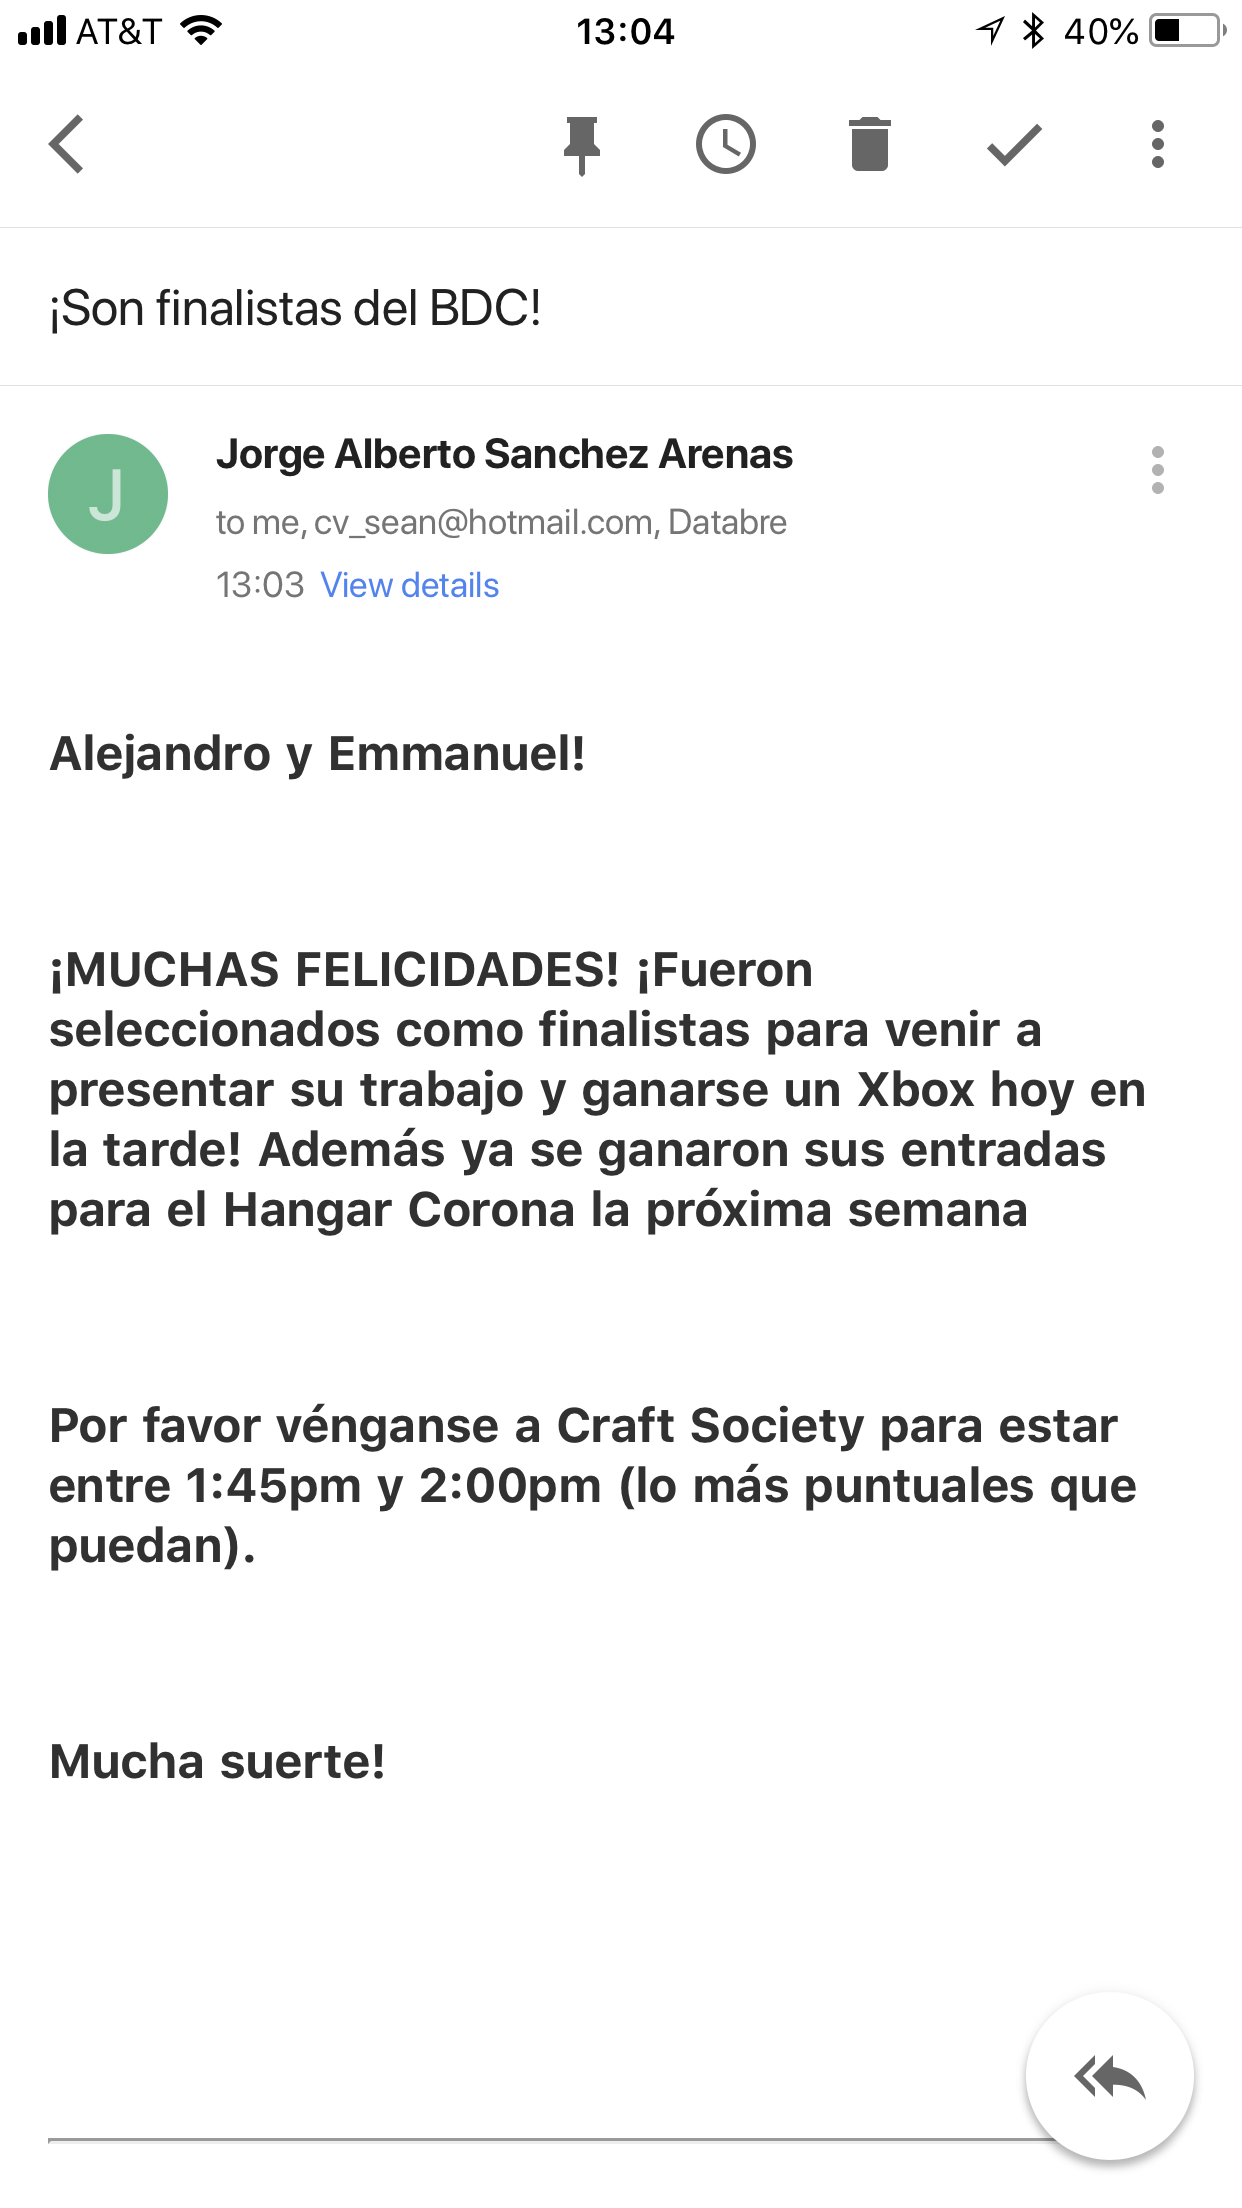 AT&T 13:04 40%
¡Son finalistas del BDC!
J
Jorge Alberto Sanchez Arenas
to me, cv_sean@hotmail.com, Databre
13:03 View details
Alejandro y Emmanuel!
¡MUCHAS FELICIDADES! ¡Fueron
seleccionados como finalistas para venir a
presentar su trabajo y ganarse un Xbox hoy en
la tarde! Además ya se ganaron sus entradas
para el Hangar Corona la próxima semana
Por favor vénganse a Craft Society para estar
entre 1:45pm y 2:00pm (lo más puntuales que
puedan).
Mucha suerte!